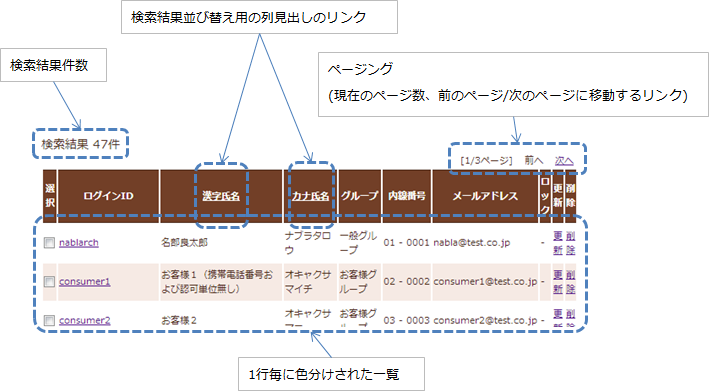 検索結果並び替え用の列見出しのリンク
検索結果件数
ページング
(現在のページ数、前のページ/次のページに移動するリンク)
検索結果 47件
[1/3ページ] 前へ 次へ
選択 ログインID 漢字氏名 カナ氏名 グループ 内線番号 メールアドレス ロック 更新 削除
nablarch 名部良太郎 ナブラタロウ 一般グループ 01 - 0001 nabla@test.co.jp - 更新 削除
consumer1 お客様１（携帯電話番号および認可単位無し） オキャクサマイチ お客様グループ 02 - 0002 consumer1@test.co.jp - 更新 削除
consumer2 お客様２ オキャクサマニー お客様グループ 03 - 0003 consumer2@test.co.jp - 更新 削除
1行毎に色分けされた一覧